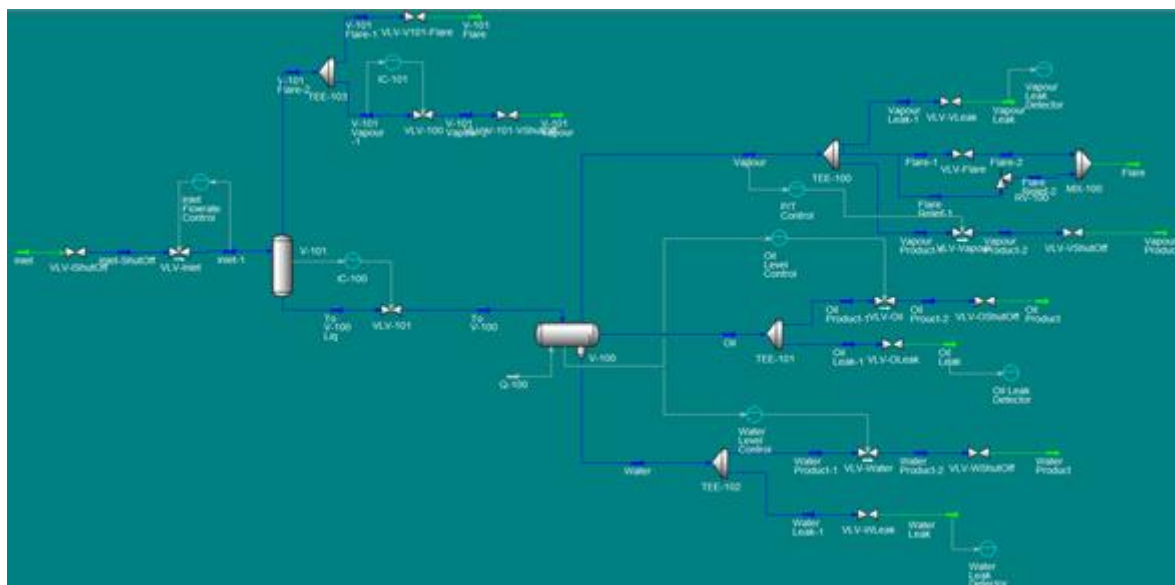 V-101
Flare-1
VLV-V101-Flare
V-101
Flare
V-101
Flare-2
TEE-103
IC-101
V-101
Vapour
-1
VLV-100
V-101
V-101
Vapour
Vapour
Leak
Detector
Vapour
Leak-1
VLV-VLeak
Vapour
Leak
Inlet
Flowrate
Control
Vapour
TEE-100
Flare-1
VLV-Flare
Flare-2
Flare
Relief-2
RV-100
MIX-100
Flare
Flare
Relief-1
P/T
Control
Vapour
VLV-Vapour
Vapour
Product-2
VLV-VShutOff
Vapour
Product
Inlet
VLV-IShutOff
Inlet-ShutOff
VLV-Inlet
Inlet-1
V-101
IC-100
Oil
Level
Control
To
V-100
Liq
VLV-101
To
V-100
V-100
Q-100
Oil
TEE-101
Oil
Product-1
VLV-Oil
Oil
Prouct-2
VLV-OShutOff
Oil
Product
Oil
Leak-1
VLV-OLeak
Oil
Leak
Oil Leak
Detector
Water
Level
Control
Water
TEE-102
Water
Product-1
VLV-Water
Water
Product-2
VLV-WShutOff
Water
Product
Water
Leak-1
VLV-WLeak
Water
Leak
Water
Leak
Detector